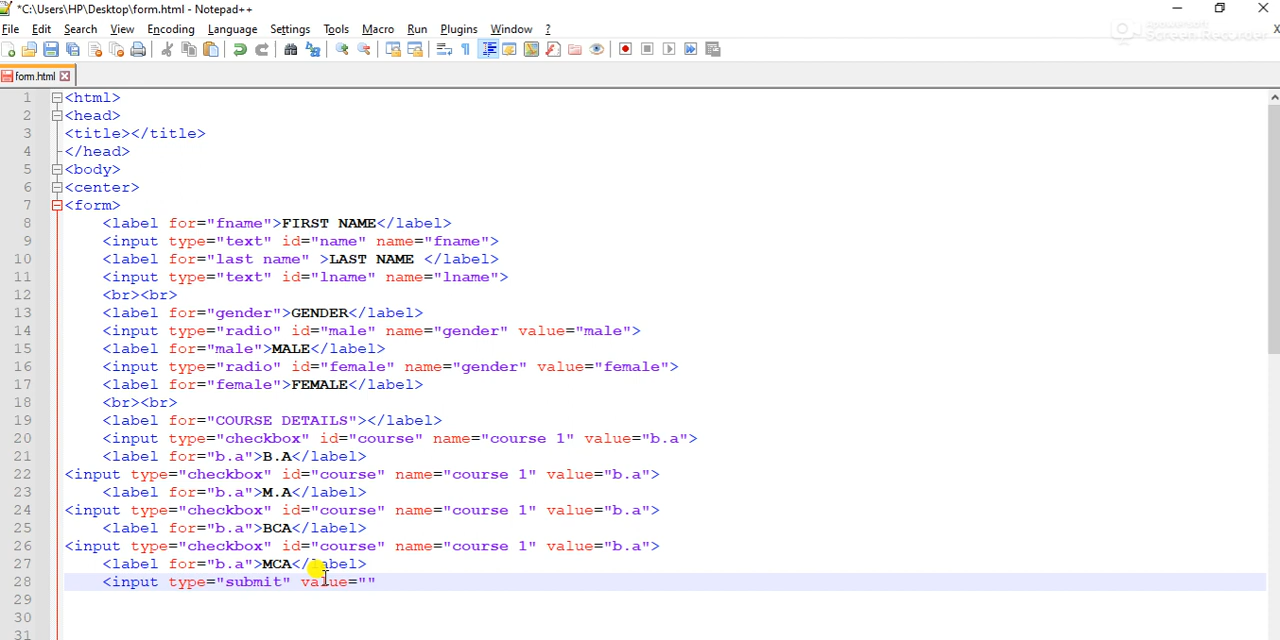 *C:\Users\HP\Desktop\form.html - Notepad++
File Edit Search View Encoding Language Settings Tools Macro Run Plugins Window ?
Screen Recorder
X
form.html
1 <html>
2 <head>
3 <title></title>
4 </head>
5 <body>
6 <center>
7 <form>
8 <label for="fname">FIRST NAME</label>
9 <input type="text" id="name" name="fname">
10 <label for="last name" >LAST NAME </label>
11 <input type="text" id="lname" name="lname">
12 <br><br>
13 <label for="gender">GENDER</label>
14 <input type="radio" id="male" name="gender" value="male">
15 <label for="male">MALE</label>
16 <input type="radio" id="female" name="gender" value="female">
17 <label for="female">FEMALE</label>
18 <br><br>
19 <label for="COURSE DETAILS"></label>
20 <input type="checkbox" id="course" name="course 1" value="b.a">
21 <label for="b.a">B.A</label>
22 <input type="checkbox" id="course" name="course 1" value="b.a">
23 <label for="b.a">M.A</label>
24 <input type="checkbox" id="course" name="course 1" value="b.a">
25 <label for="b.a">BCA</label>
26 <input type="checkbox" id="course" name="course 1" value="b.a">
27 <label for="b.a">MCA</label>
28 <input type="submit" value=""
29
30
31